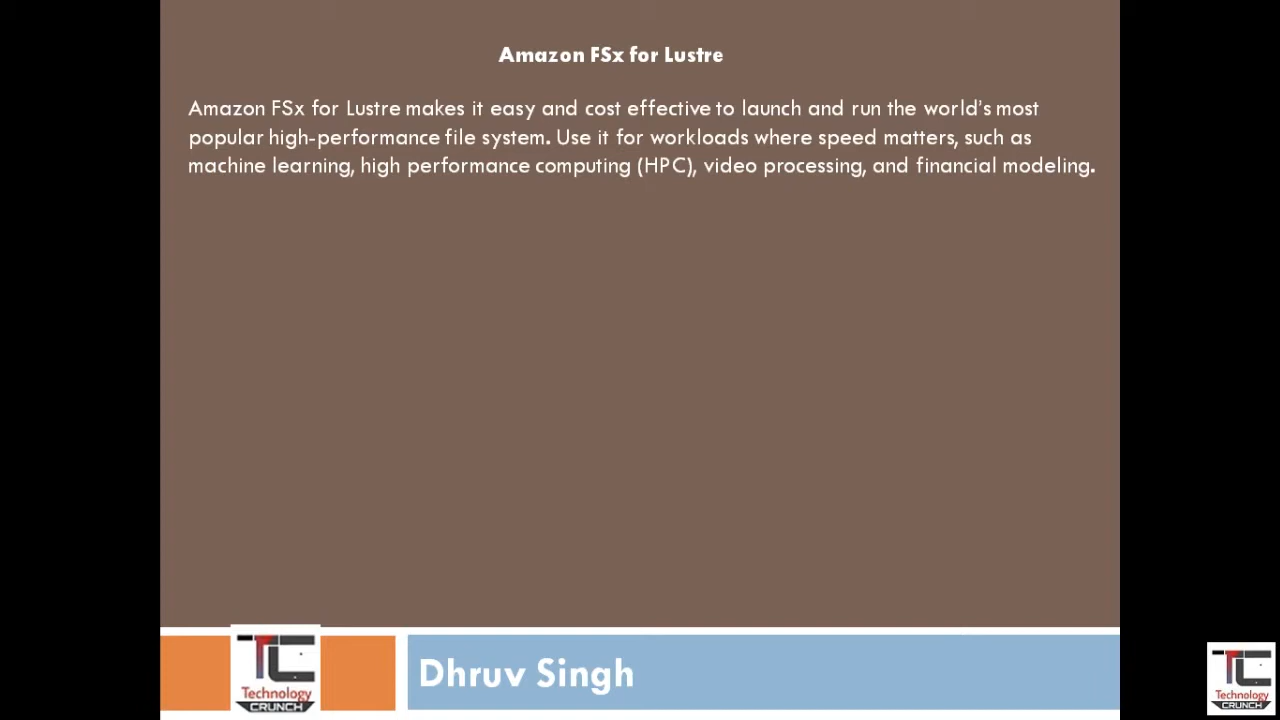 Amazon FSx for Lustre
Amazon FSx for Lustre makes it easy and cost effective to launch and run the world's most
popular high-performance file system. Use it for workloads where speed matters, such as
machine learning, high performance computing (HPC), video processing, and financial modeling.
TC
Technology
CRUNCH
Dhruv Singh
TC
Technology
CRUNCH